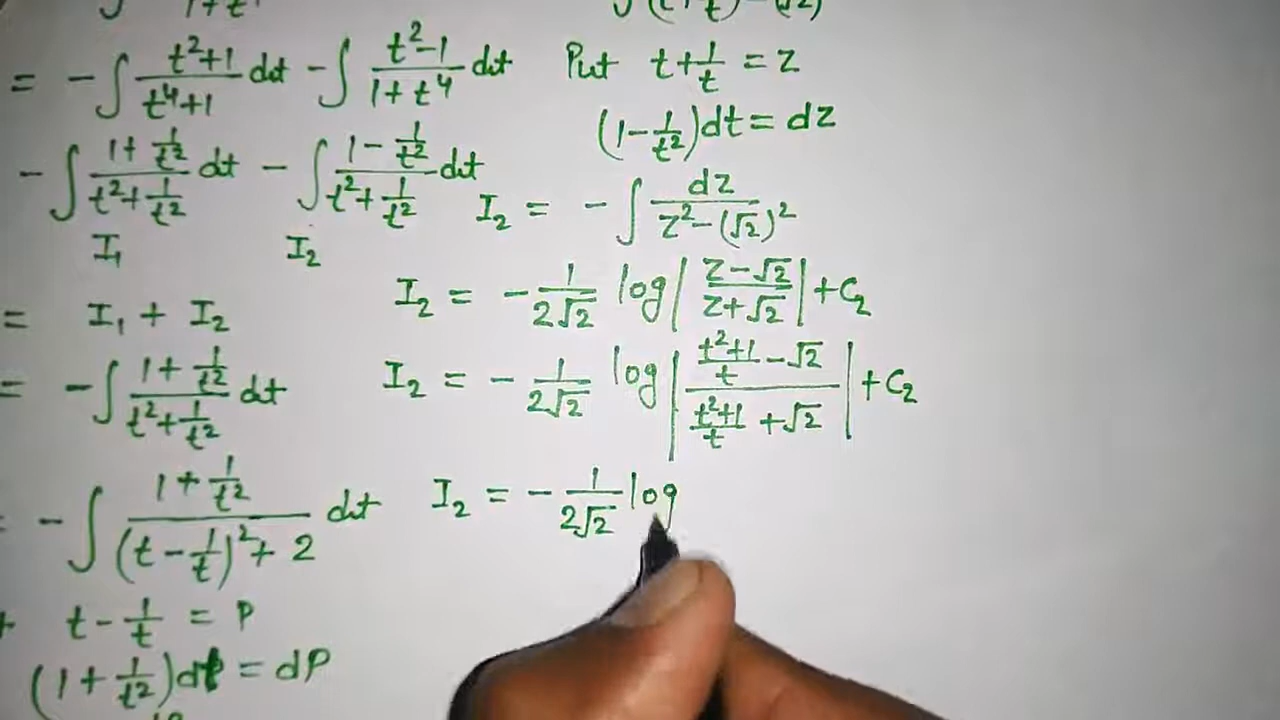 = -∫ t²+1/t⁴+1 dt - ∫ t²-1/1+t⁴ dt
-∫ 1+1/t² / t²+1/t² dt - ∫ 1-1/t² / t²+1/t² dt
I₁ I₂
= I₁ + I₂
= -∫ 1+1/t² / t²+1/t² dt
-∫ 1+1/t² / (t-1/t)²+2 dt
t-1/t = P
(1+1/t²)dt = dP
Put t+1/t = z
(1-1/t²)dt = dz
I₂ = -∫ dz / z²-(√2)²
I₂ = -1/2√2 log| z-√2 / z+√2 | + C₂
I₂ = -1/2√2 log| t²+1/t -√2 / t²+1/t +√2 | + C₂
I₂ = -1/2√2 log